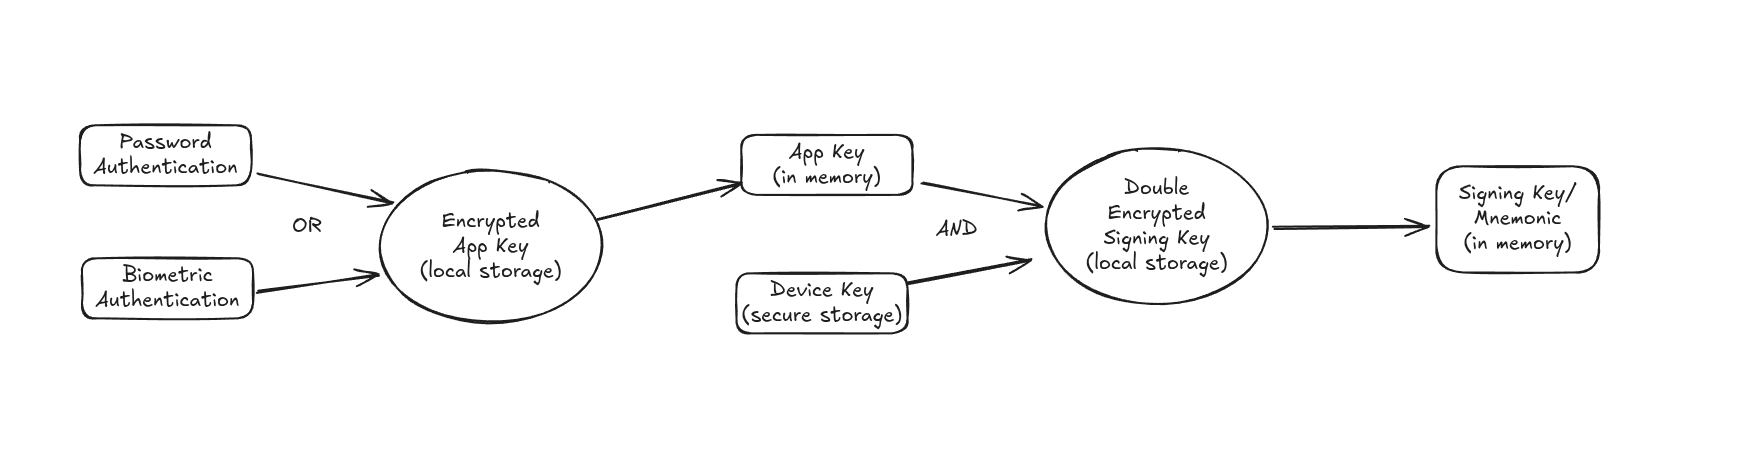 Password
Authentication
OR
Biometric
Authentication
Encrypted
App Key
(local storage)
App Key
(in memory)
AND
Device Key
(secure storage)
Double
Encrypted
Signing Key
(local storage)
Signing Key/
Mnemonic
(in memory)